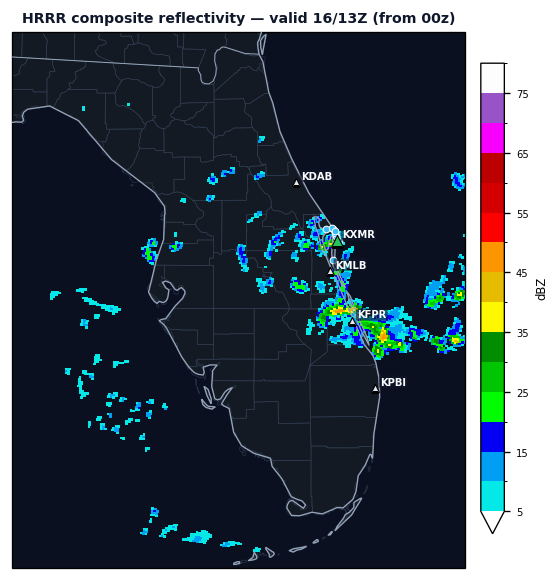 HRRR composite reflectivity — valid 16/13Z (from 00z)
KDAB
KXMR
KMLB
KFPR
KPBI
75
65
55
45
35
25
15
5
dBZ